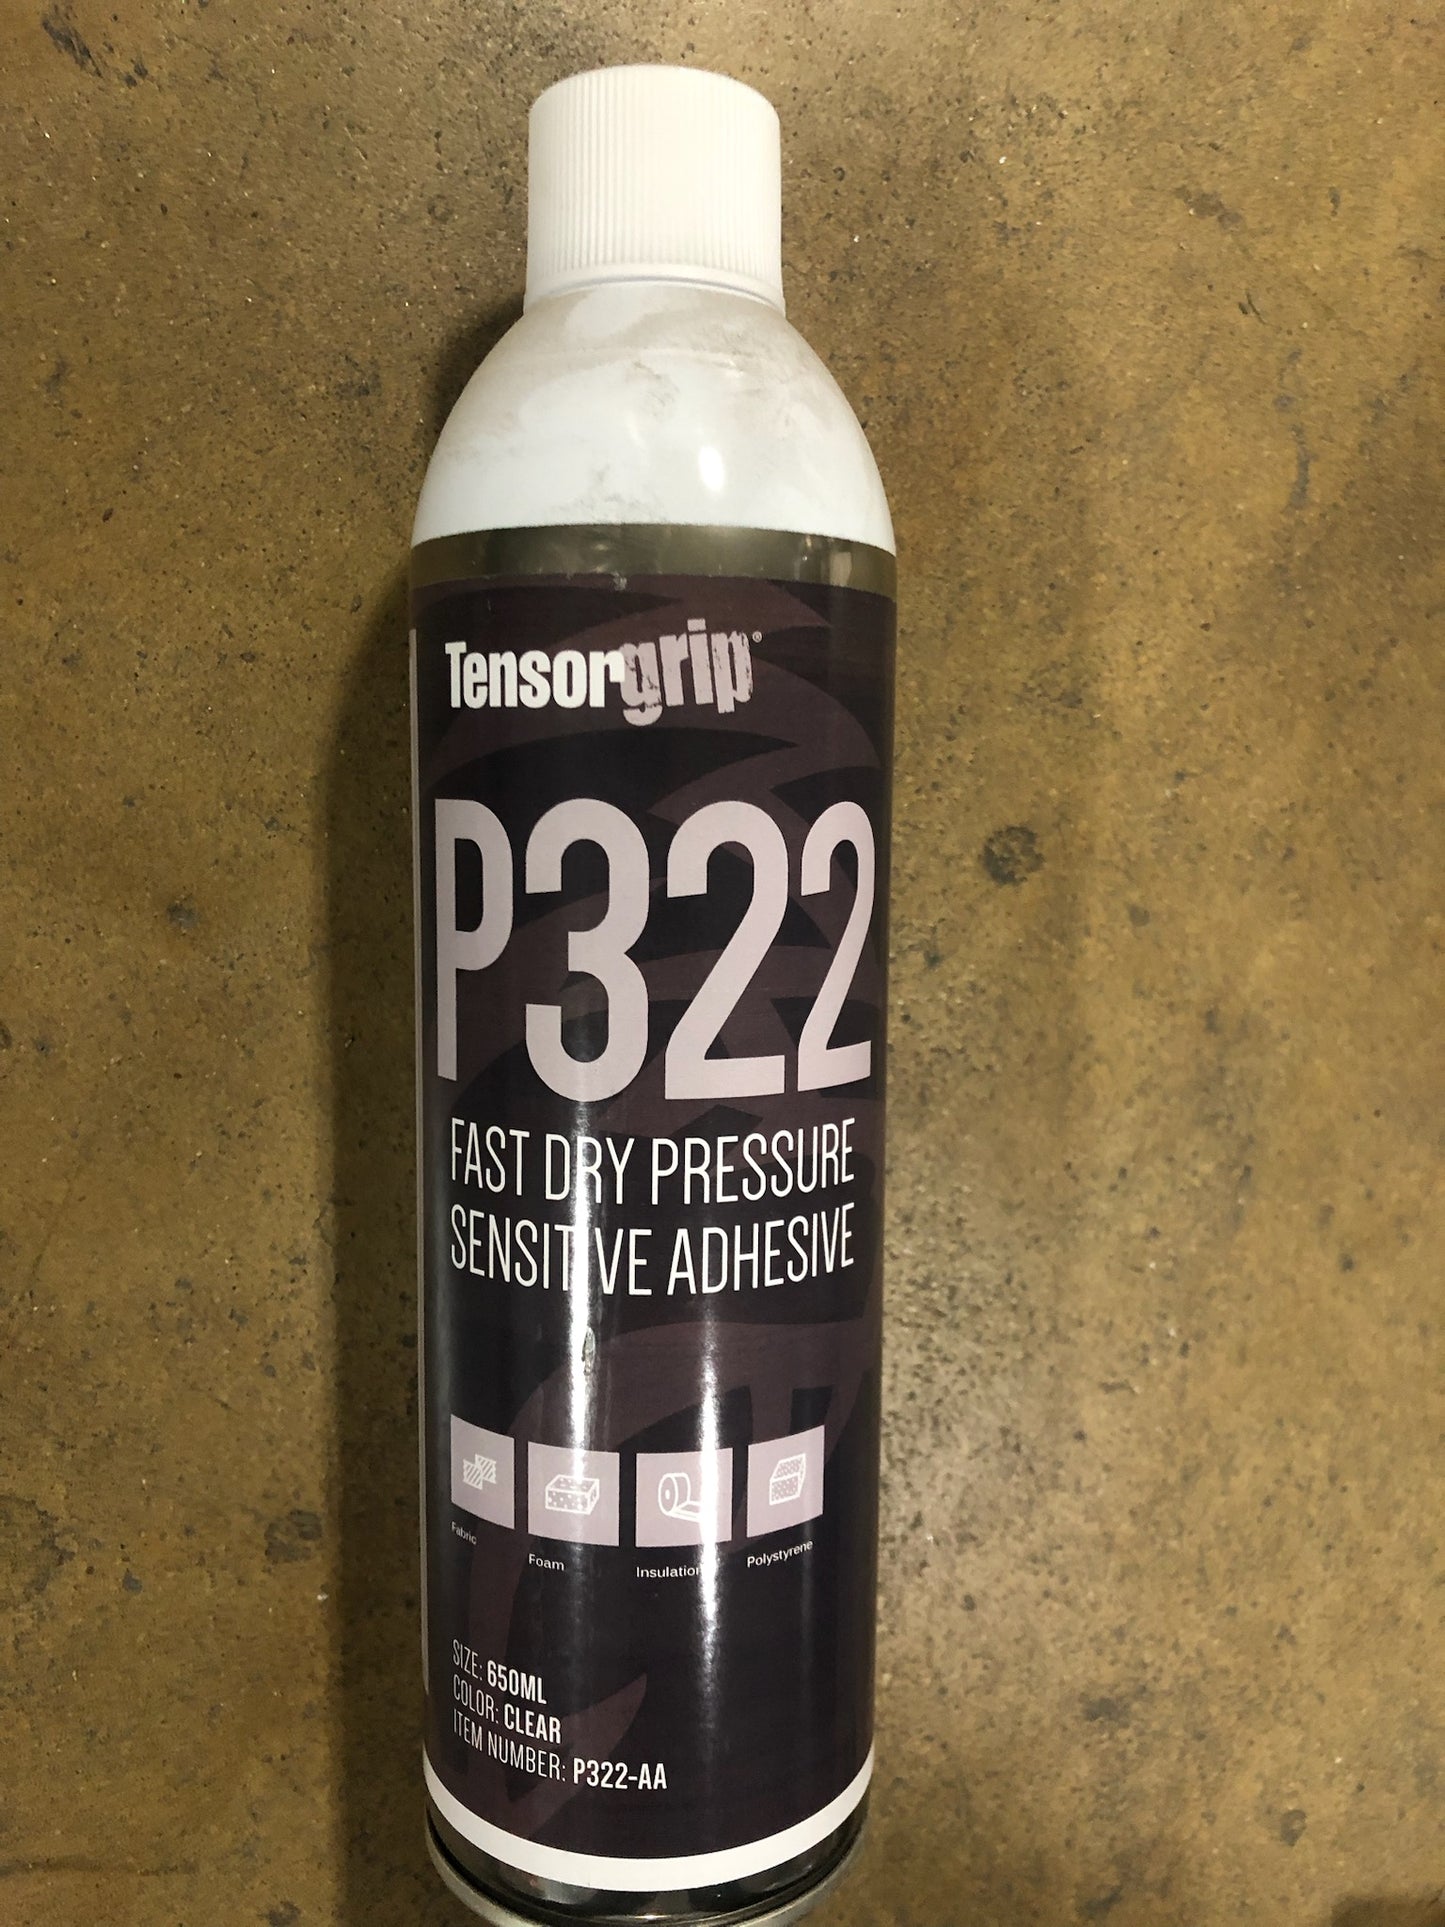 Tensorgrip®
P322
FAST DRY PRESSURE
SENSITIVE ADHESIVE
Fabric
Foam
Insulation
Polystyrene
SIZE: 650ML
COLOR: CLEAR
ITEM NUMBER: P322-AA